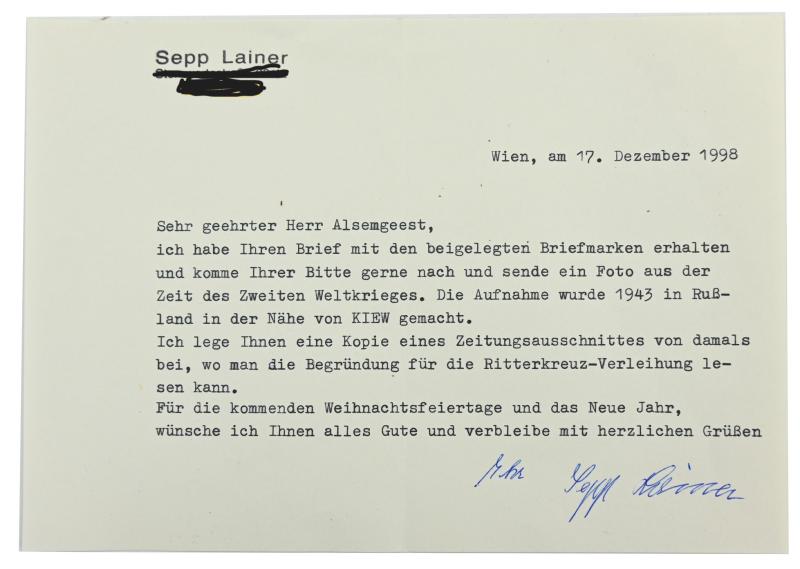 Sepp Lainer
Wien, am 17. Dezember 1998
Sehr geehrter Herr Alsemgeest,
ich habe Ihren Brief mit den beigelegten Briefmarken erhalten
und komme Ihrer Bitte gerne nach und sende ein Foto aus der
Zeit des Zweiten Weltkrieges. Die Aufnahme wurde 1943 in Ruß-
land in der Nähe von KIEW gemacht.
Ich lege Ihnen eine Kopie eines Zeitungsausschnittes von damals
bei, wo man die Begründung für die Ritterkreuz-Verleihung le-
sen kann.
Für die kommenden Weihnachtsfeiertage und das Neue Jahr,
wünsche ich Ihnen alles Gute und verbleibe mit herzlichen Grüßen
Ihr Sepp Lainer